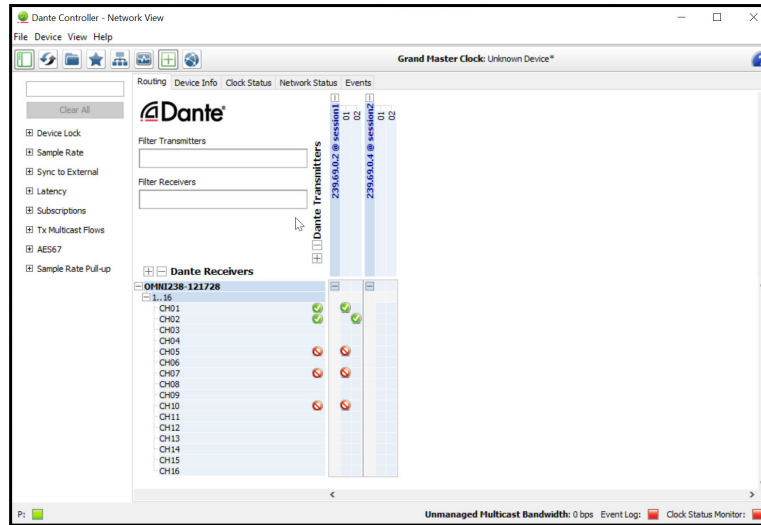 Dante Controller - Network View
File Device View Help
Grand Master Clock: Unknown Device*
Routing Device Info Clock Status Network Status Events
Clear All
Device Lock
Sample Rate
Sync to External
Latency
Subscriptions
Tx Multicast Flows
AES67
Sample Rate Pull-up
Dante®
Filter Transmitters
Filter Receivers
Dante Transmitters
239.69.0.2 @ session1
01
02
239.69.0.4 @ session2
01
02
Dante Receivers
OMNI238-121728
1..16
CH01
CH02
CH03
CH04
CH05
CH06
CH07
CH08
CH09
CH10
CH11
CH12
CH13
CH14
CH15
CH16
P:
Unmanaged Multicast Bandwidth: 0 bps Event Log: Clock Status Monitor: